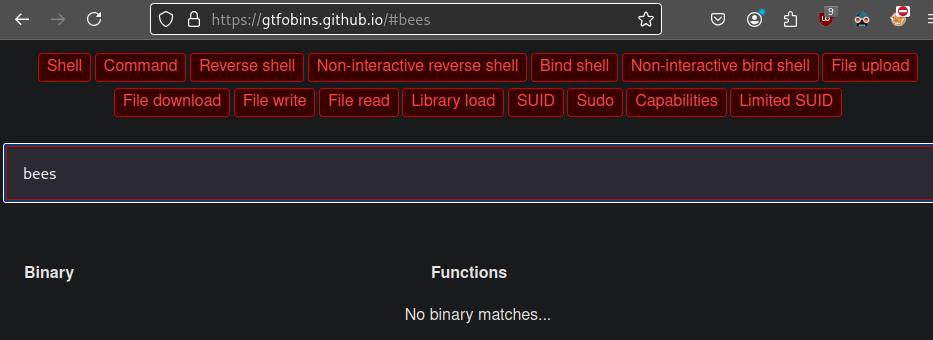 https://gtfobins.github.io/#bees
9
Shell Command Reverse shell Non-interactive reverse shell Bind shell Non-interactive bind shell File upload
File download File write File read Library load SUID Sudo Capabilities Limited SUID
bees
Binary Functions
No binary matches...